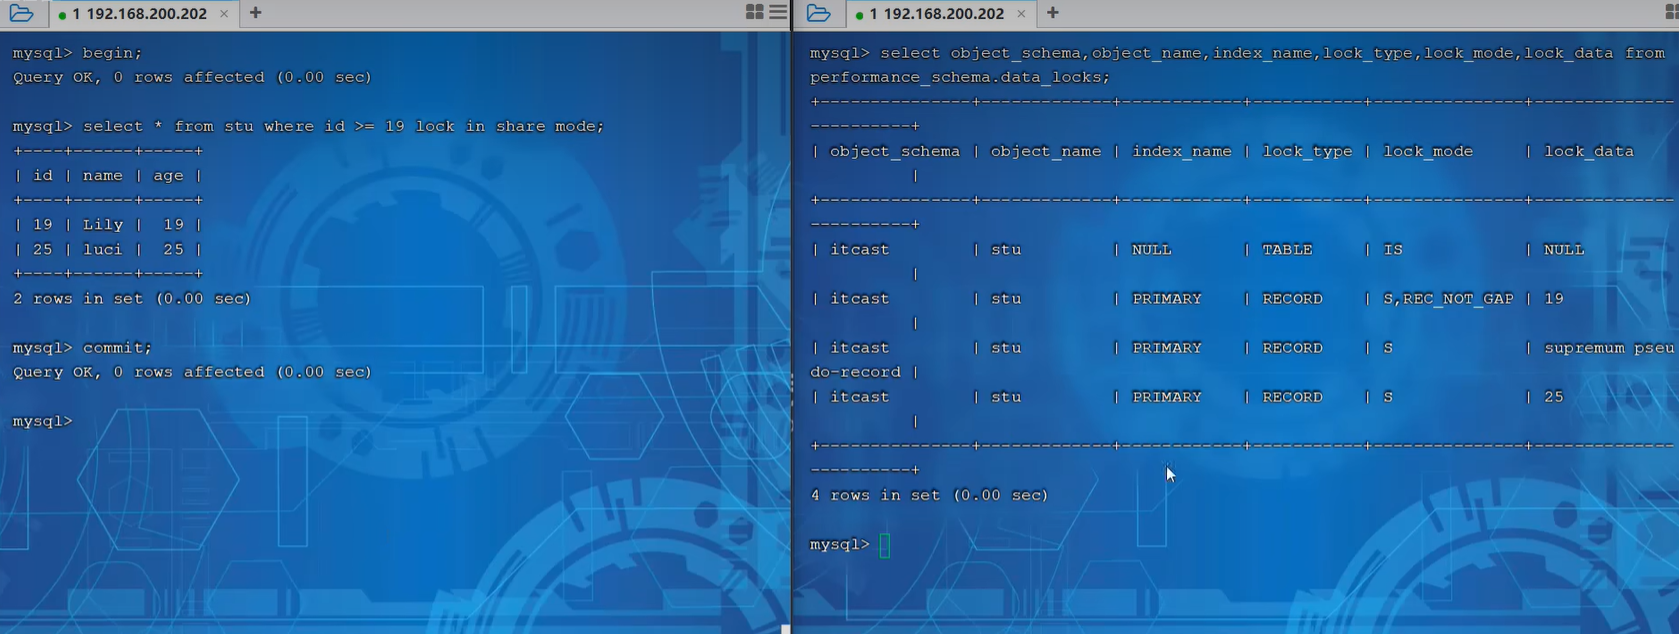 1 192.168.200.202 × +
mysql> begin;
Query OK, 0 rows affected (0.00 sec)
mysql> select * from stu where id >= 19 lock in share mode;
+----+------+-----+
| id | name | age |
+----+------+-----+
| 19 | Lily |  19 |
| 25 | luci |  25 |
+----+------+-----+
2 rows in set (0.00 sec)
mysql> commit;
Query OK, 0 rows affected (0.00 sec)
mysql>
1 192.168.200.202 × +
mysql> select object_schema,object_name,index_name,lock_type,lock_mode,lock_data from
performance_schema.data_locks;
+---------------+-------------+------------+-----------+---------------+--------------
----------+
| object_schema | object_name | index_name | lock_type | lock_mode     | lock_data
          |
+---------------+-------------+------------+-----------+---------------+--------------
----------+
| itcast        | stu         | NULL       | TABLE     | IS            | NULL
          |
| itcast        | stu         | PRIMARY    | RECORD    | S,REC_NOT_GAP | 19
          |
| itcast        | stu         | PRIMARY    | RECORD    | S             | supremum pseu
do-record |
| itcast        | stu         | PRIMARY    | RECORD    | S             | 25
          |
+---------------+-------------+------------+-----------+---------------+--------------
----------+
4 rows in set (0.00 sec)
mysql>